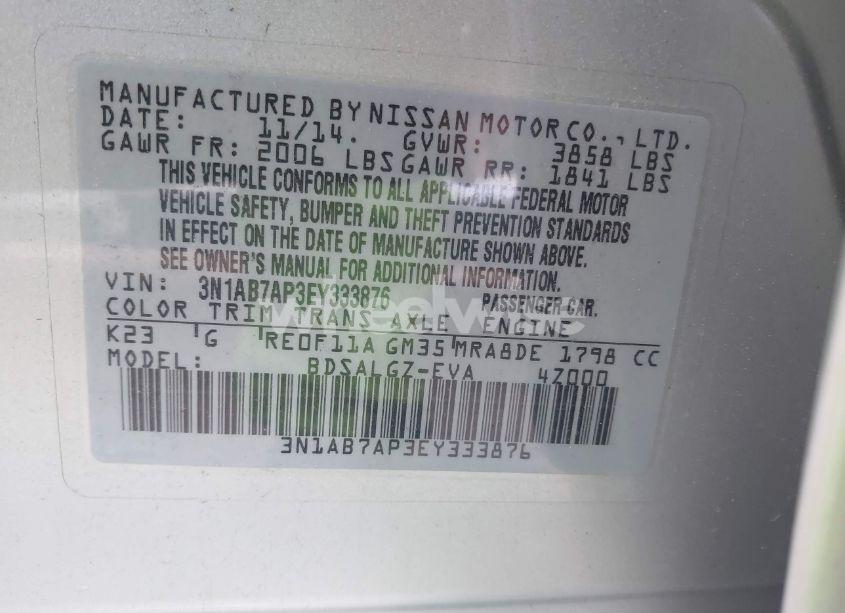 MANUFACTURED BY NISSAN MOTOR CO., LTD.
DATE: 11/14. GVWR: 3858 LBS
GAWR FR: 2006 LBS GAWR RR: 1841 LBS
THIS VEHICLE CONFORMS TO ALL APPLICABLE FEDERAL MOTOR
VEHICLE SAFETY, BUMPER AND THEFT PREVENTION STANDARDS
IN EFFECT ON THE DATE OF MANUFACTURE SHOWN ABOVE.
SEE OWNER'S MANUAL FOR ADDITIONAL INFORMATION.
VIN: 3N1AB7AP3EY333876 PASSENGER CAR.
COLOR TRIM TRANS AXLE ENGINE
K23 G RE0F11A GM35 MRA8DE 1798 CC
MODEL: BDSALGZ-EVA 4Z000
3N1AB7AP3EY333876